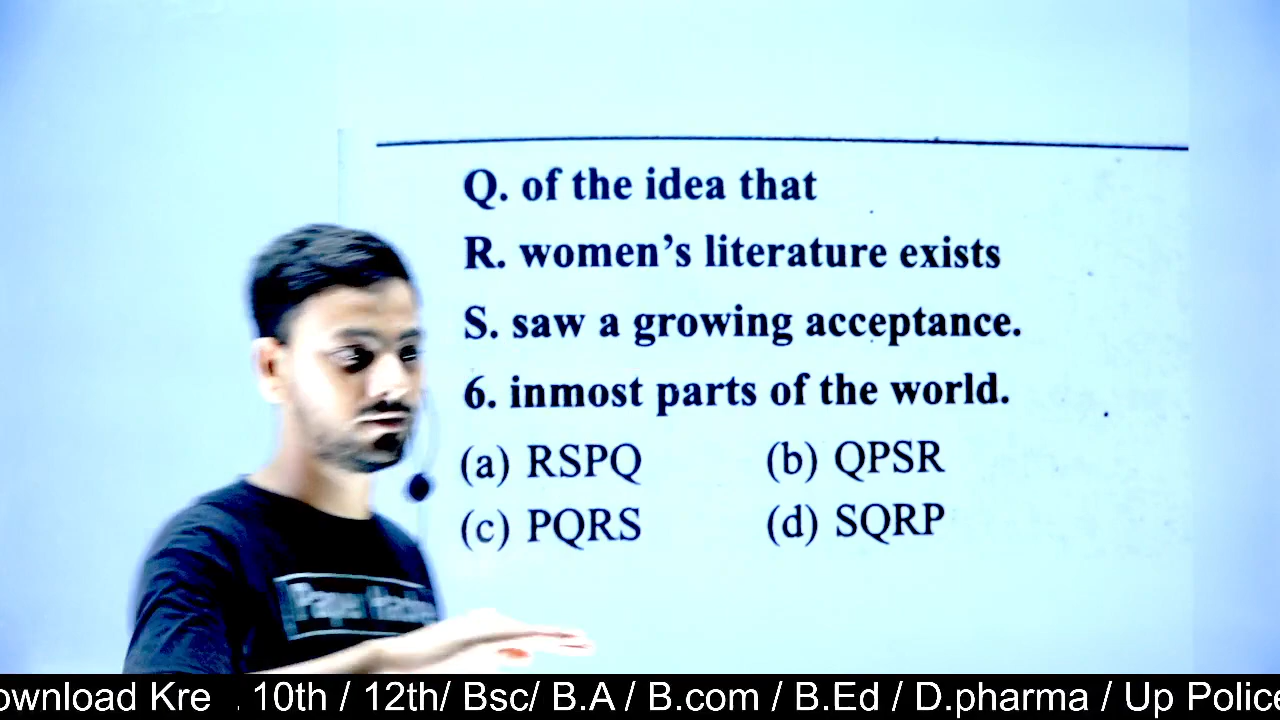 Q. of the idea that
R. women's literature exists
S. saw a growing acceptance.
6. inmost parts of the world.
(a) RSPQ (b) QPSR
(c) PQRS (d) SQRP
ownload Kre . 10th / 12th/ Bsc/ B.A / B.com / B.Ed / D.pharma / Up Police